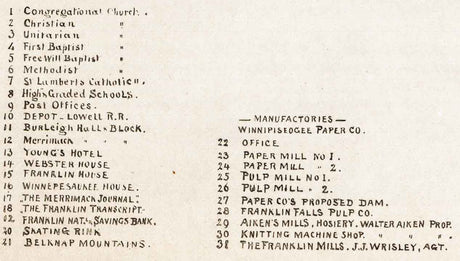 1 Congregational Church.
2 Christian "
3 Unitarian "
4 First Baptist "
5 Free Will Baptist "
6 Methodist "
7 St Lamberts Catholic ".
8 High & Graded Schools.
9 Post Offices.
10 DEPOT - LOWELL R.R.
11 Burleigh Hall & Block.
12 Merrimack " "
13 YOUNG'S HOTEL
14 WEBSTER HOUSE
15 FRANKLIN HOUSE
16 WINNEPESAUKEE HOUSE.
17 "THE MERRIMACK JOURNAL."
18 "THE FRANKLIN TRANSCRIPT."
02 FRANKLIN NAT. & SAVINGS BANK.
20 SKATING RINK
21 BELKNAP MOUNTAINS.
— MANUFACTORIES —
WINNIPISEOGEE PAPER CO.
22 OFFICE
23 PAPER MILL NO 1.
24 PAPER MILL " 2.
25 PULP MILL NO 1.
26 PULP MILL " 2.
27 PAPER CO'S PROPOSED DAM.
28 FRANKLIN FALLS PULP CO.
29 AIKEN'S MILLS, HOSIERY. WALTER AIKEN PROP.
30 KNITTING MACHINE SHOP. " " "
31 THE FRANKLIN MILLS. J.J. WRISLEY, AGT.